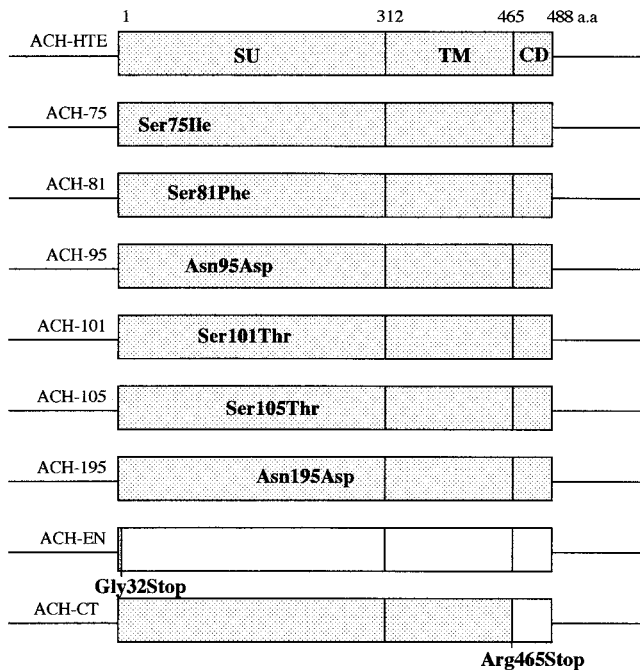 1 312 465 488 a.a
ACH-HTE SU TM CD
ACH-75
Ser75Ile
ACH-81
Ser81Phe
ACH-95
Asn95Asp
ACH-101
Ser101Thr
ACH-105
Ser105Thr
ACH-195
Asn195Asp
ACH-EN
Gly32Stop
ACH-CT
Arg465Stop